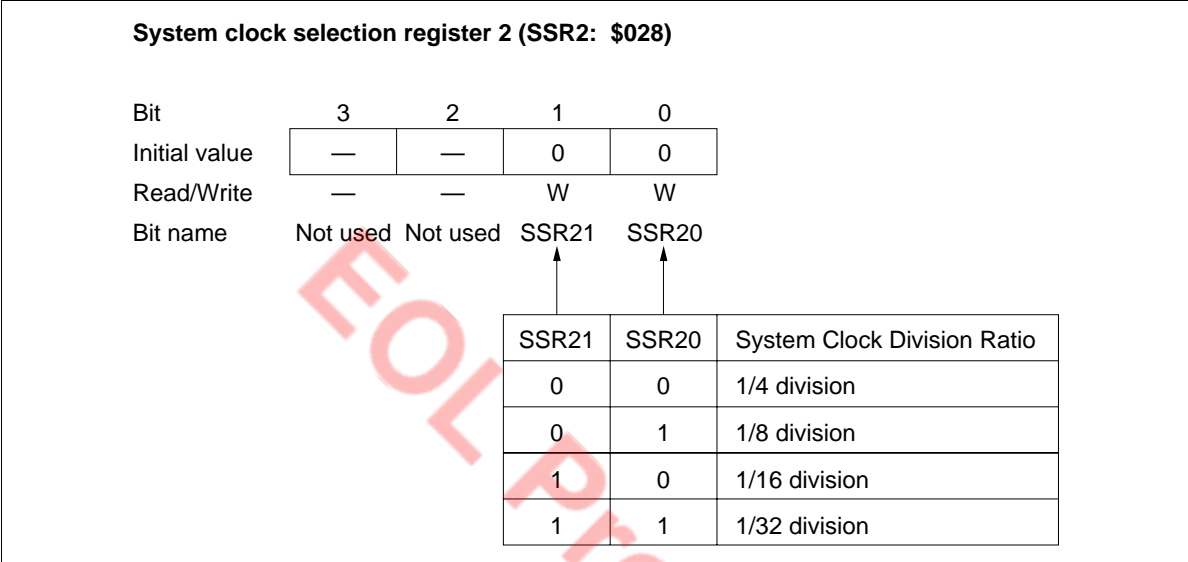 System clock selection register 2 (SSR2: $028)
Bit 3 2 1 0
Initial value — — 0 0
Read/Write — — W W
Bit name Not used Not used SSR21 SSR20
SSR21 SSR20 System Clock Division Ratio
0 0 1/4 division
0 1 1/8 division
1 0 1/16 division
1 1 1/32 division
EOL Pro